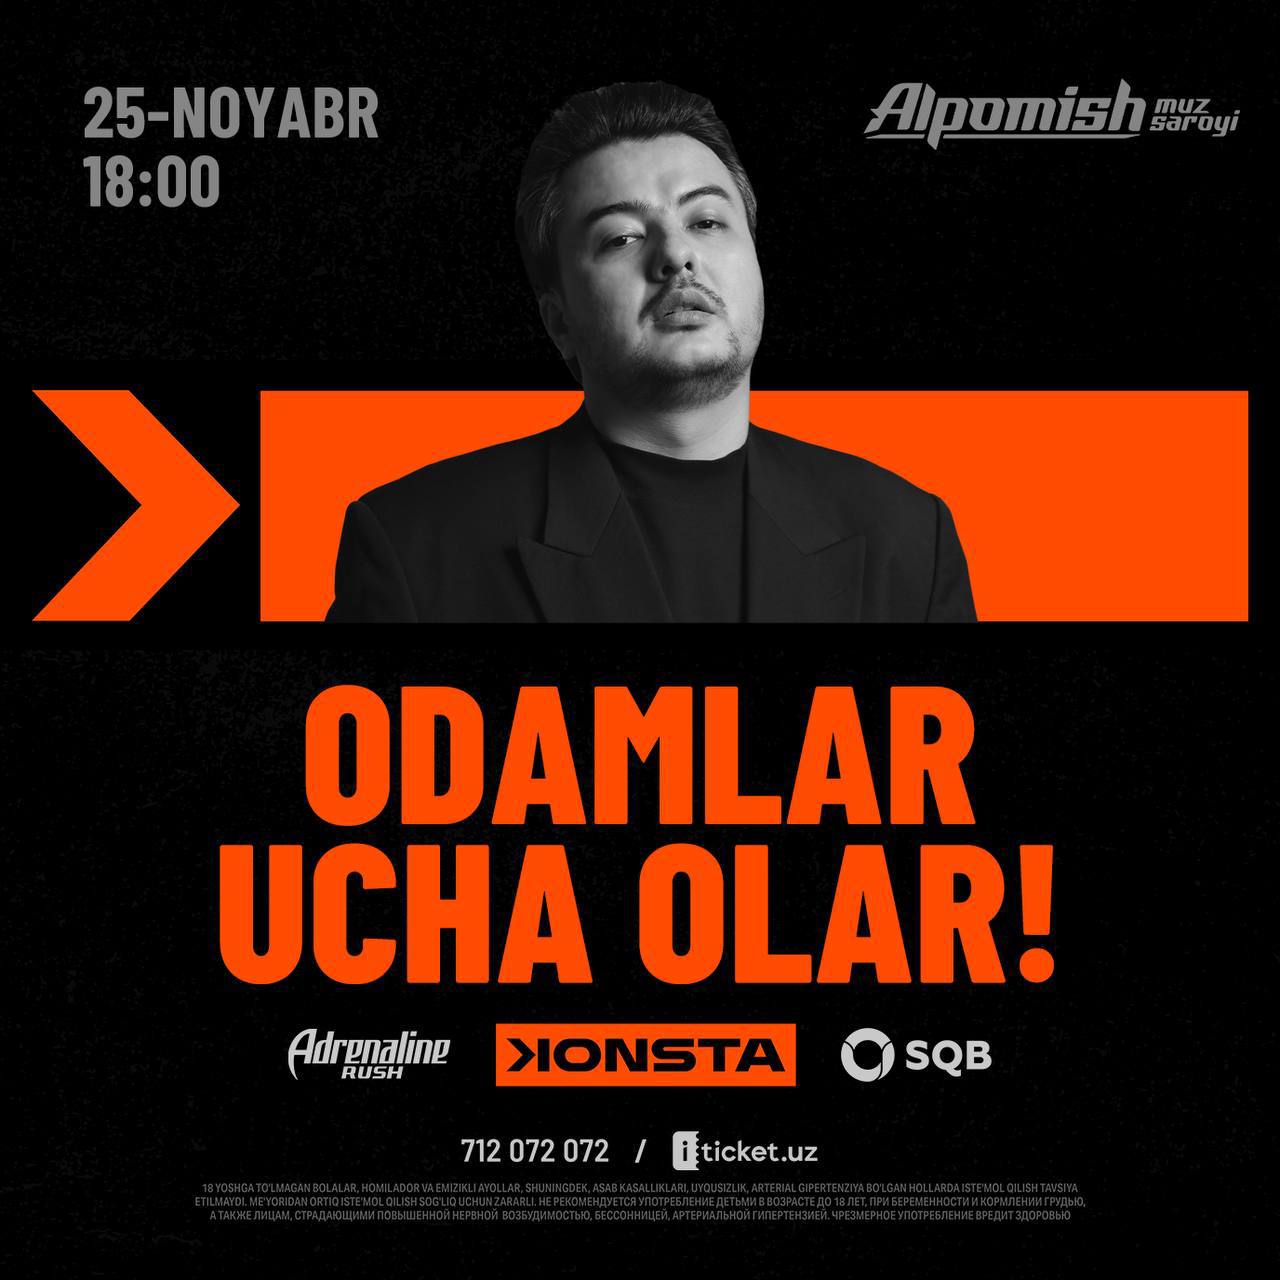 25-NOYABR
18:00
Alpomish muz saroyi
ODAMLAR
UCHA OLAR!
Adrenaline RUSH
KONSTA
SQB
712 072 072 / iticket.uz
18 YOSHGA TO'LMAGAN BOLALAR, HOMILADOR VA EMIZIKLI AYOLLAR, SHUNINGDEK, ASAB KASALLIKLARI, UYQUSIZLIK, ARTERIAL GIPERTENZIYA BO'LGAN HOLLARDA ISTE'MOL QILISH TAVSIYA
ETILMAYDI. ME'YORIDAN ORTIQ ISTE'MOL QILISH SOG'LIQ UCHUN ZARARLI. НЕ РЕКОМЕНДУЕТСЯ УПОТРЕБЛЕНИЕ ДЕТЬМИ В ВОЗРАСТЕ ДО 18 ЛЕТ, ПРИ БЕРЕМЕННОСТИ И КОРМЛЕНИИ ГРУДЬЮ,
А ТАКЖЕ ЛИЦАМ, СТРАДАЮЩИМИ ПОВЫШЕННОЙ НЕРВНОЙ ВОЗБУДИМОСТЬЮ, БЕССОННИЦЕЙ, АРТЕРИАЛЬНОЙ ГИПЕРТЕНЗИЕЙ. ЧРЕЗМЕРНОЕ УПОТРЕБЛЕНИЕ ВРЕДИТ ЗДОРОВЬЮ